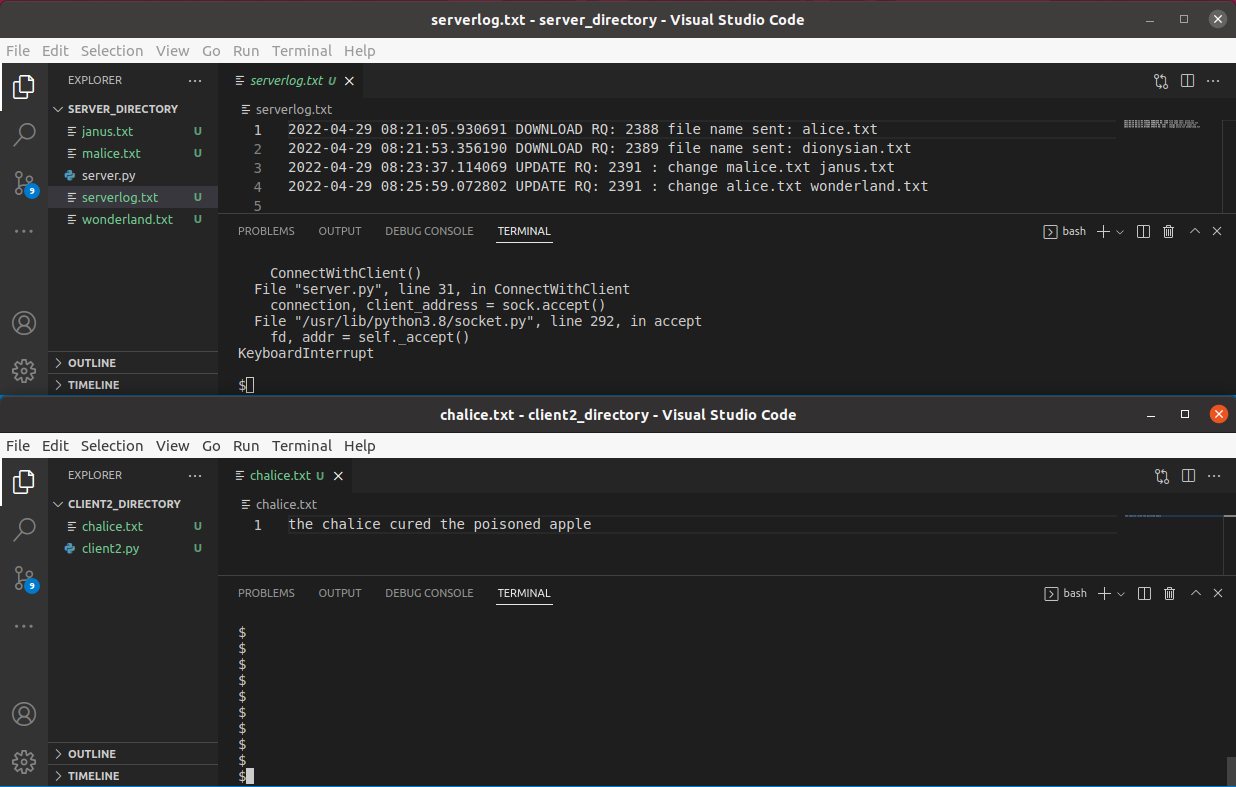 serverlog.txt - server_directory - Visual Studio Code
File Edit Selection View Go Run Terminal Help
EXPLORER ···
SERVER_DIRECTORY
janus.txt U
malice.txt U
server.py
serverlog.txt U
wonderland.txt U
9
OUTLINE
TIMELINE
serverlog.txt U
serverlog.txt
1 2022-04-29 08:21:05.930691 DOWNLOAD RQ: 2388 file name sent: alice.txt
2 2022-04-29 08:21:53.356190 DOWNLOAD RQ: 2389 file name sent: dionysian.txt
3 2022-04-29 08:23:37.114069 UPDATE RQ: 2391 : change malice.txt janus.txt
4 2022-04-29 08:25:59.072802 UPDATE RQ: 2391 : change alice.txt wonderland.txt
5
PROBLEMS OUTPUT DEBUG CONSOLE TERMINAL bash
ConnectWithClient()
File "server.py", line 31, in ConnectWithClient
connection, client_address = sock.accept()
File "/usr/lib/python3.8/socket.py", line 292, in accept
fd, addr = self._accept()
KeyboardInterrupt
$
chalice.txt - client2_directory - Visual Studio Code
File Edit Selection View Go Run Terminal Help
EXPLORER ···
CLIENT2_DIRECTORY
chalice.txt U
client2.py U
9
OUTLINE
TIMELINE
chalice.txt U
chalice.txt
1 the chalice cured the poisoned apple
PROBLEMS OUTPUT DEBUG CONSOLE TERMINAL bash
$
$
$
$
$
$
$
$
$
$